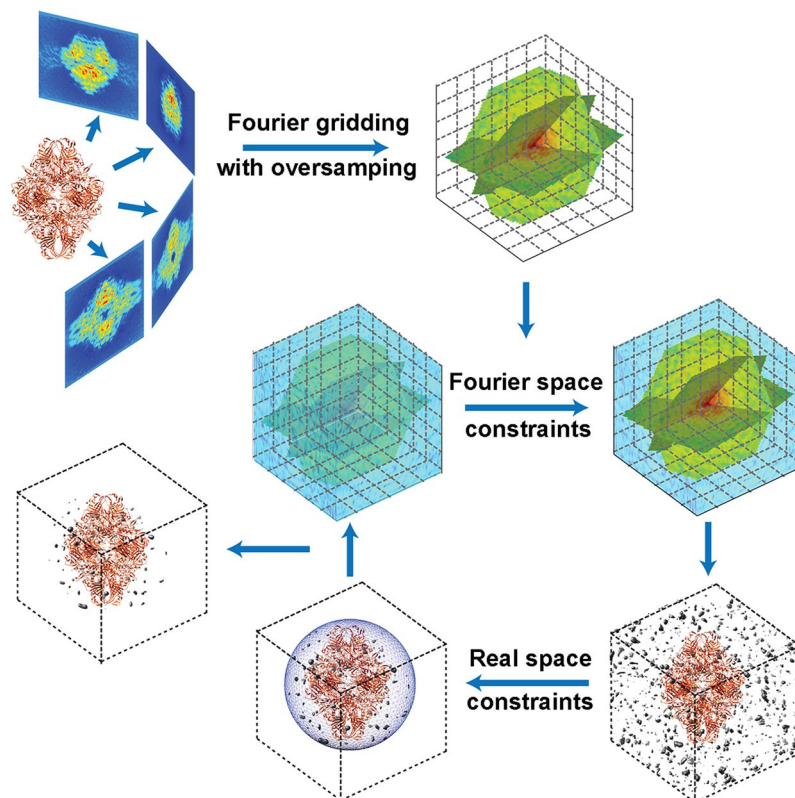 Fourier gridding
with oversamping
Fourier space
constraints
Real space
constraints